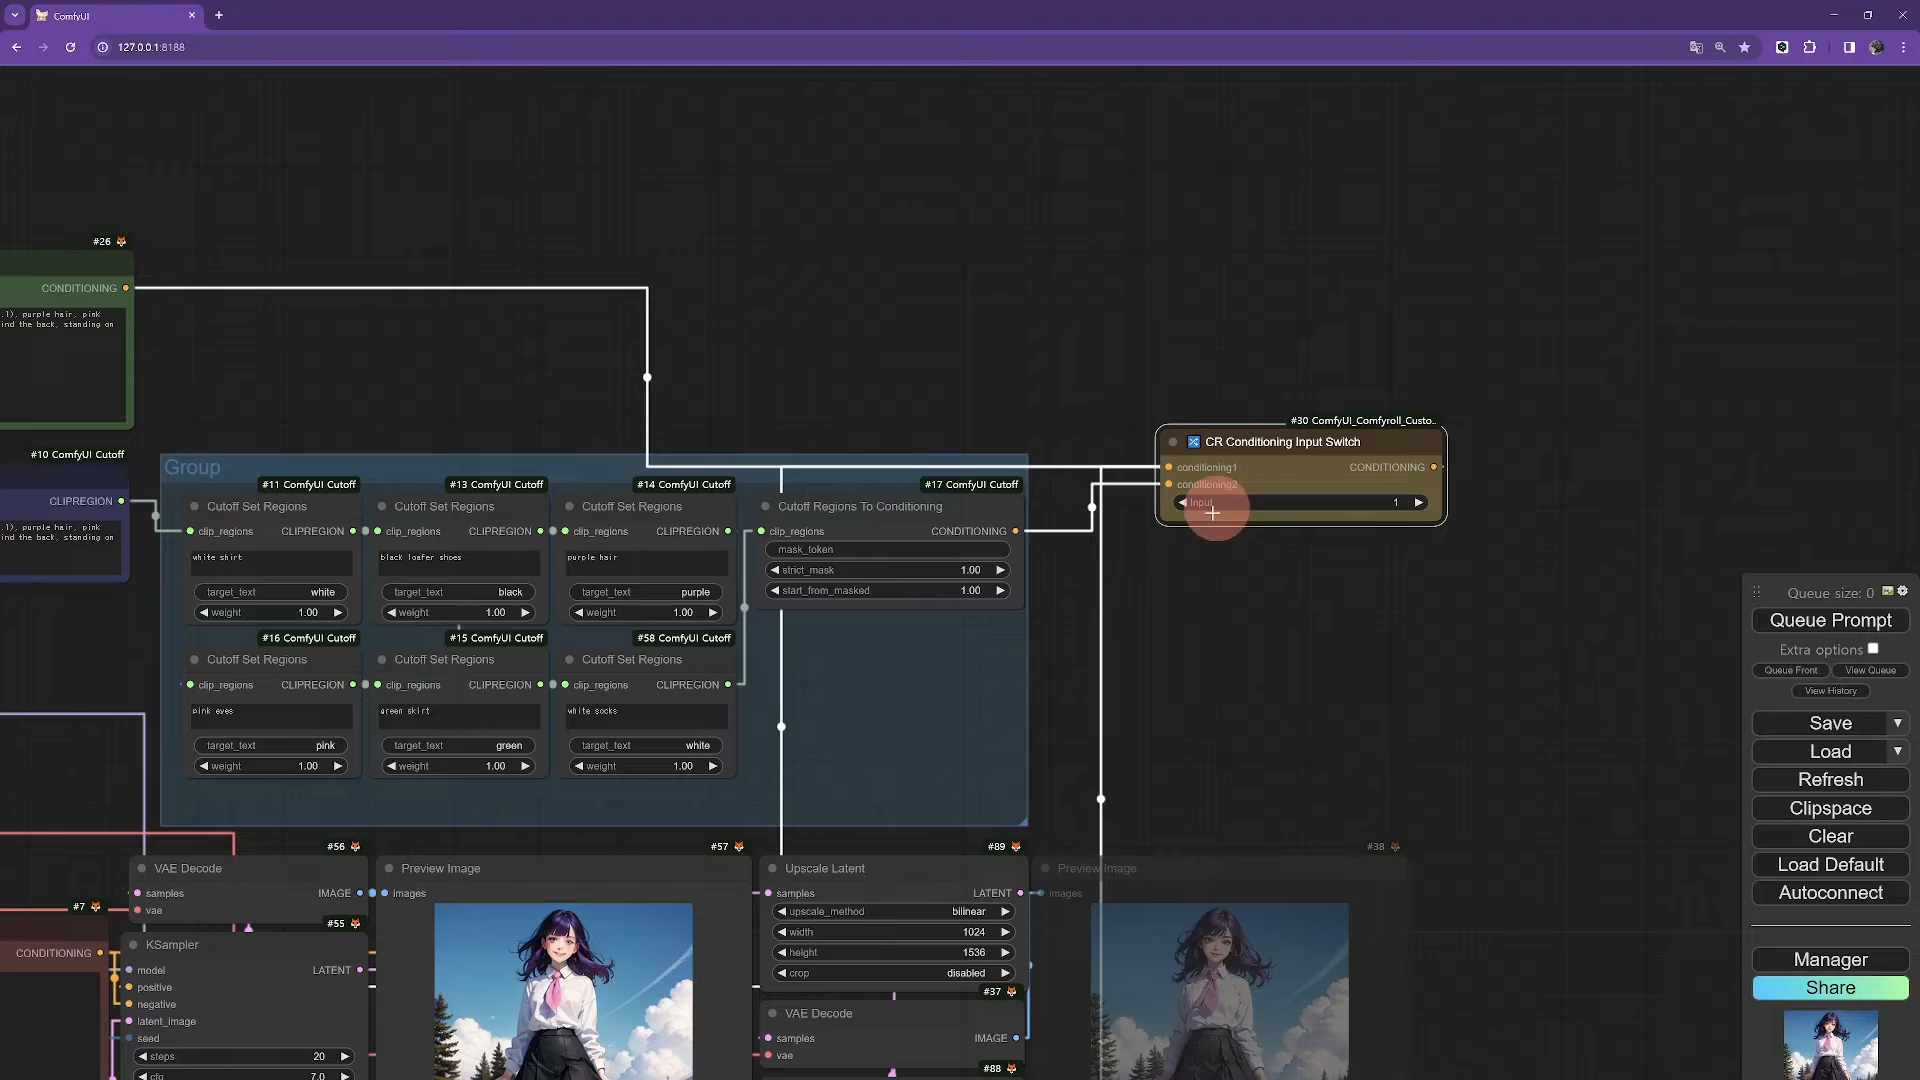 ComfyUI
127.0.0.1:8188
#26
CONDITIONING
.1), purple hair, pink
ind the back, standing on
#10 ComfyUI Cutoff
CLIPREGION
.1), purple hair, pink
ind the back, standing on
Group
#11 ComfyUI Cutoff
Cutoff Set Regions
clip_regions CLIPREGION
white shirt
target_text white
weight 1.00
#13 ComfyUI Cutoff
Cutoff Set Regions
clip_regions CLIPREGION
black loafer shoes
target_text black
weight 1.00
#14 ComfyUI Cutoff
Cutoff Set Regions
clip_regions CLIPREGION
purple hair
target_text purple
weight 1.00
#17 ComfyUI Cutoff
Cutoff Regions To Conditioning
clip_regions CONDITIONING
mask_token
strict_mask 1.00
start_from_masked 1.00
#16 ComfyUI Cutoff
Cutoff Set Regions
clip_regions CLIPREGION
pink eyes
target_text pink
weight 1.00
#15 ComfyUI Cutoff
Cutoff Set Regions
clip_regions CLIPREGION
green skirt
target_text green
weight 1.00
#58 ComfyUI Cutoff
Cutoff Set Regions
clip_regions CLIPREGION
white socks
target_text white
weight 1.00
#30 ComfyUI_Comfyroll_Custo..
CR Conditioning Input Switch
conditioning1 CONDITIONING
conditioning2
Input 1
#56
VAE Decode
samples IMAGE
vae
#7
CONDITIONING
#55
KSampler
model LATENT
positive
negative
latent_image
seed
steps 20
cfg 7.0
#57
Preview Image
images
#89
Upscale Latent
samples LATENT
upscale_method bilinear
width 1024
height 1536
crop disabled
#37
VAE Decode
samples IMAGE
vae
#88
#38
Preview Image
images
Queue size: 0
Queue Prompt
Extra options
Queue Front
View Queue
View History
Save
Load
Refresh
Clipspace
Clear
Load Default
Autoconnect
Manager
Share